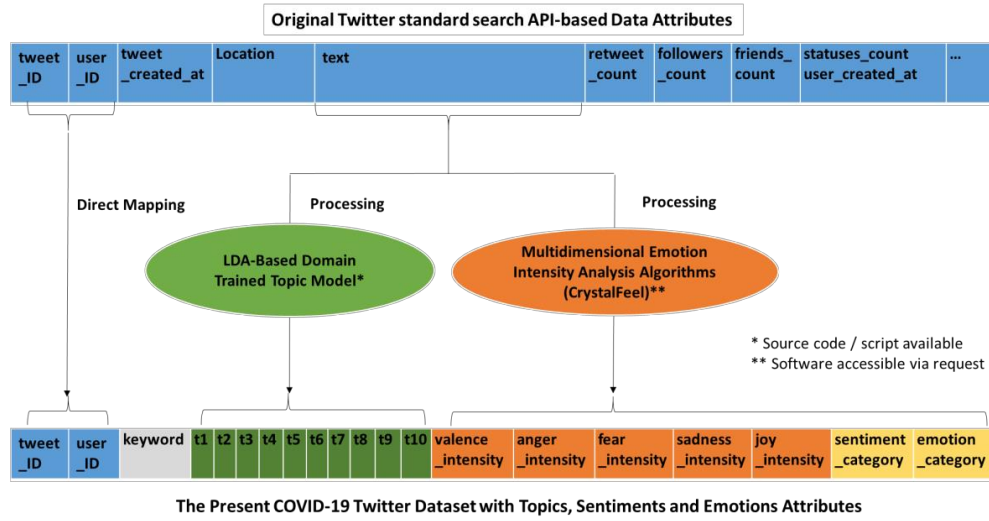 Original Twitter standard search API-based Data Attributes
tweet
_ID
user
_ID
tweet
_created_at
Location
text
retweet
_count
followers
_count
friends_
count
statuses_count
user_created_at
...
Direct Mapping
Processing
Processing
LDA-Based Domain
Trained Topic Model*
Multidimensional Emotion
Intensity Analysis Algorithms
(CrystalFeel)**
* Source code / script available
** Software accessible via request
tweet
_ID
user
_ID
keyword
t1
t2
t3
t4
t5
t6
t7
t8
t9
t10
valence
_intensity
anger
_intensity
fear
_intensity
sadness
_intensity
joy
_intensity
sentiment
_category
emotion
_category
The Present COVID-19 Twitter Dataset with Topics, Sentiments and Emotions Attributes